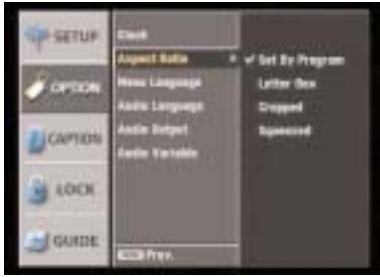 SETUP
OPTION
CAPTION
LOCK
GUIDE
Clock
Aspect Ratio
Menu Language
Audio Language
Audio Output
Audio Variable
Prev.
✓ Set By Program
Letter Box
Cropped
Squeezed